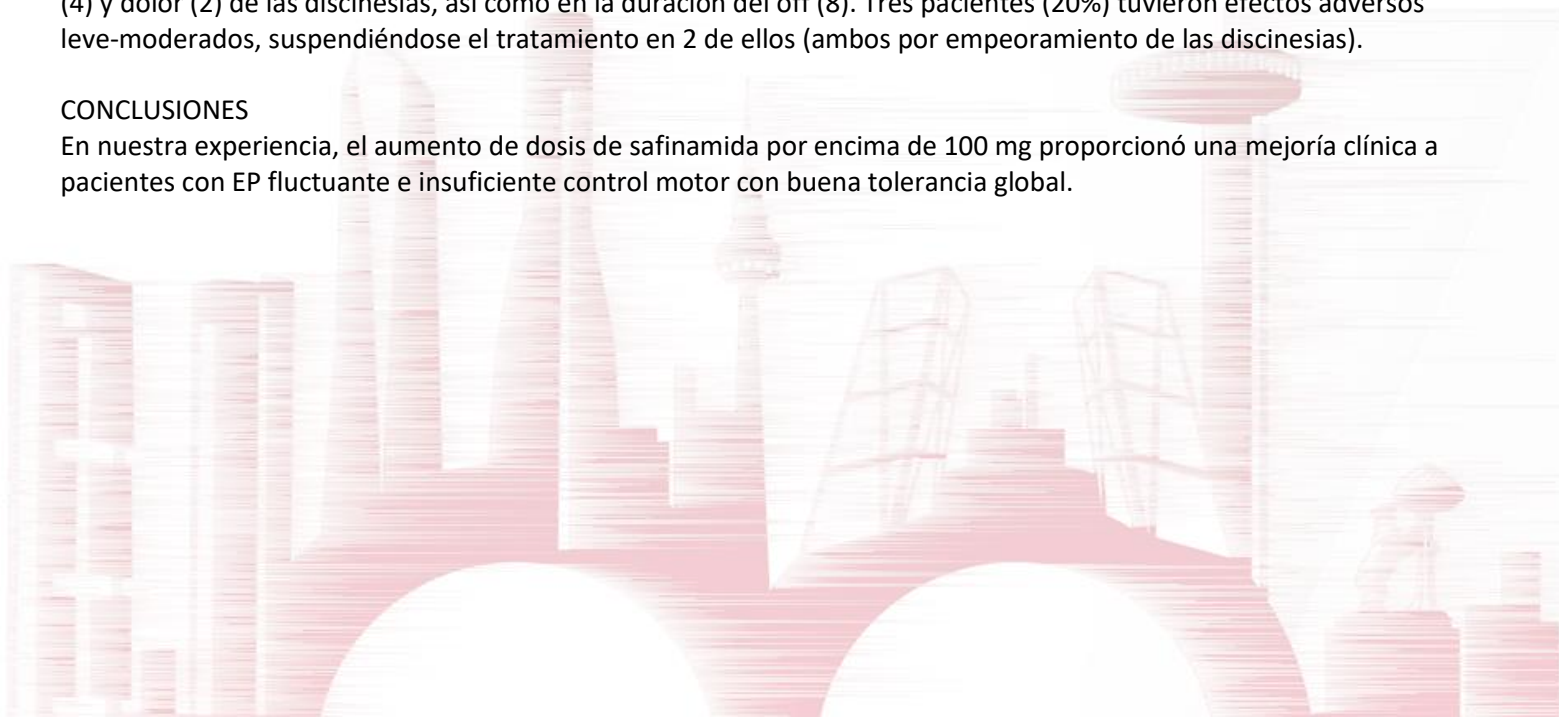 (4) y dolor (2) de las discinesias, así como en la duración del off (8). Tres pacientes (20%) tuvieron efectos adversos
leve-moderados, suspendiéndose el tratamiento en 2 de ellos (ambos por empeoramiento de las discinesias).
CONCLUSIONES
En nuestra experiencia, el aumento de dosis de safinamida por encima de 100 mg proporcionó una mejoría clínica a
pacientes con EP fluctuante e insuficiente control motor con buena tolerancia global.